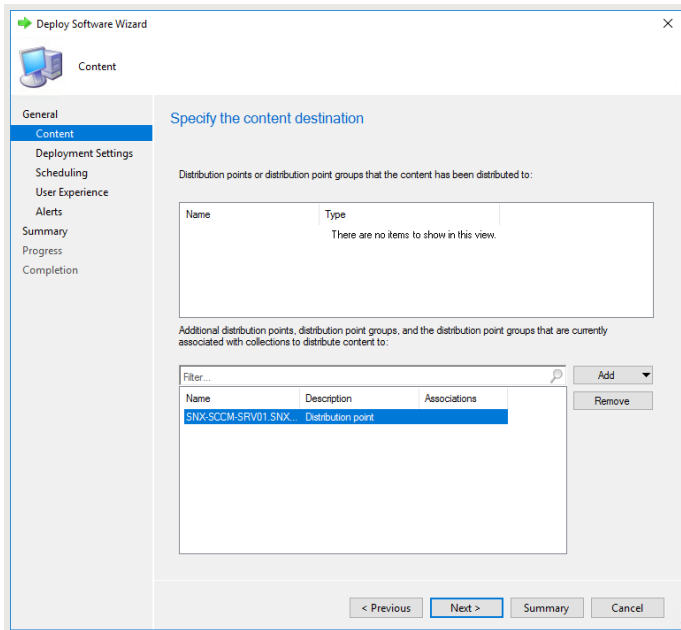 Deploy Software Wizard
Content
General
Content
Deployment Settings
Scheduling
User Experience
Alerts
Summary
Progress
Completion
Specify the content destination
Distribution points or distribution point groups that the content has been distributed to:
Name Type
There are no items to show in this view.
Additional distribution points, distribution point groups, and the distribution point groups that are currently
associated with collections to distribute content to:
Filter...
Add
Remove
Name Description Associations
SNX-SCCM-SRV01.SNX... Distribution point
< Previous Next > Summary Cancel